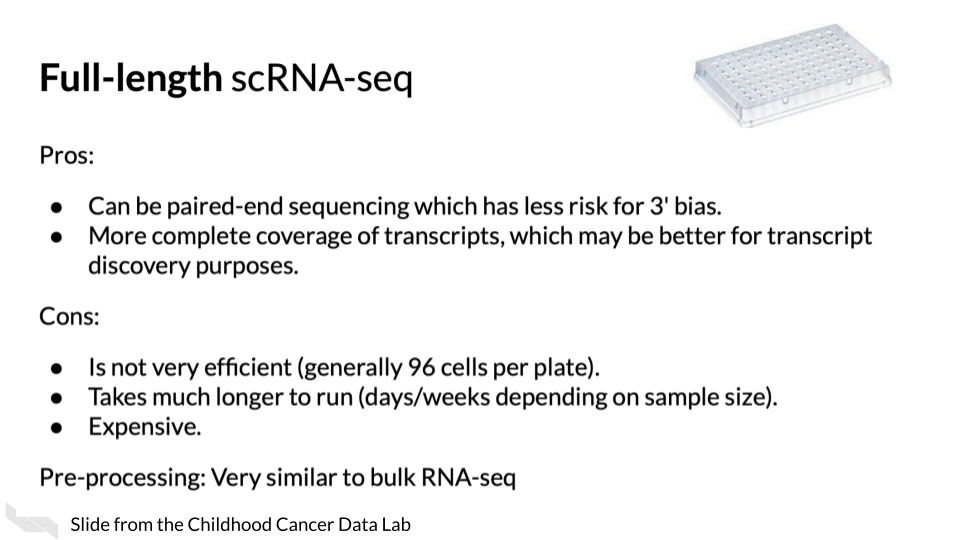 Full-length scRNA-seq
Pros:
● Can be paired-end sequencing which has less risk for 3' bias.
● More complete coverage of transcripts, which may be better for transcript
discovery purposes.
Cons:
● Is not very efficient (generally 96 cells per plate).
● Takes much longer to run (days/weeks depending on sample size).
● Expensive.
Pre-processing: Very similar to bulk RNA-seq
Slide from the Childhood Cancer Data Lab